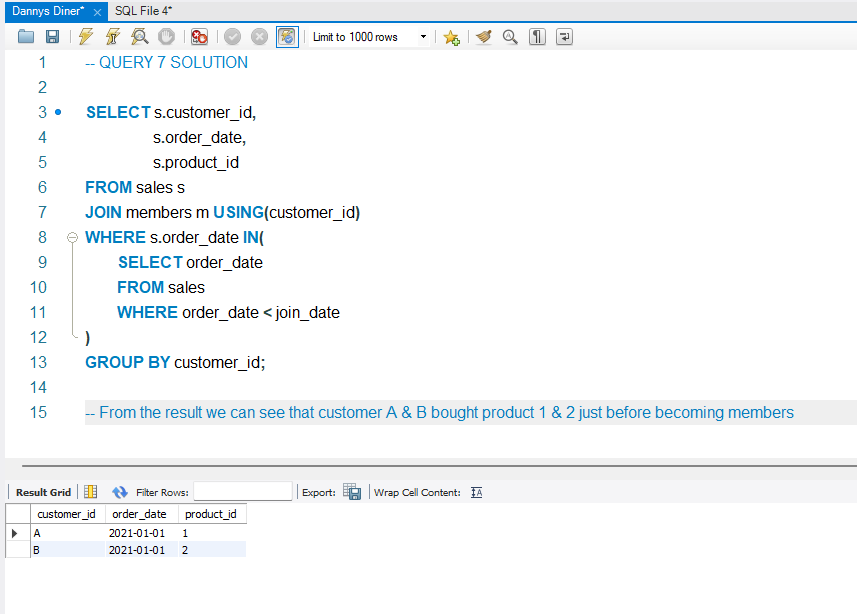 Dannys Diner* × SQL File 4*
Limit to 1000 rows
1 -- QUERY 7 SOLUTION
2
3 SELECT s.customer_id,
4 s.order_date,
5 s.product_id
6 FROM sales s
7 JOIN members m USING(customer_id)
8 WHERE s.order_date IN(
9 SELECT order_date
10 FROM sales
11 WHERE order_date < join_date
12 )
13 GROUP BY customer_id;
14
15 -- From the result we can see that customer A & B bought product 1 & 2 just before becoming members
Result Grid Filter Rows: Export: Wrap Cell Content: IA
customer_id order_date product_id
A 2021-01-01 1
B 2021-01-01 2